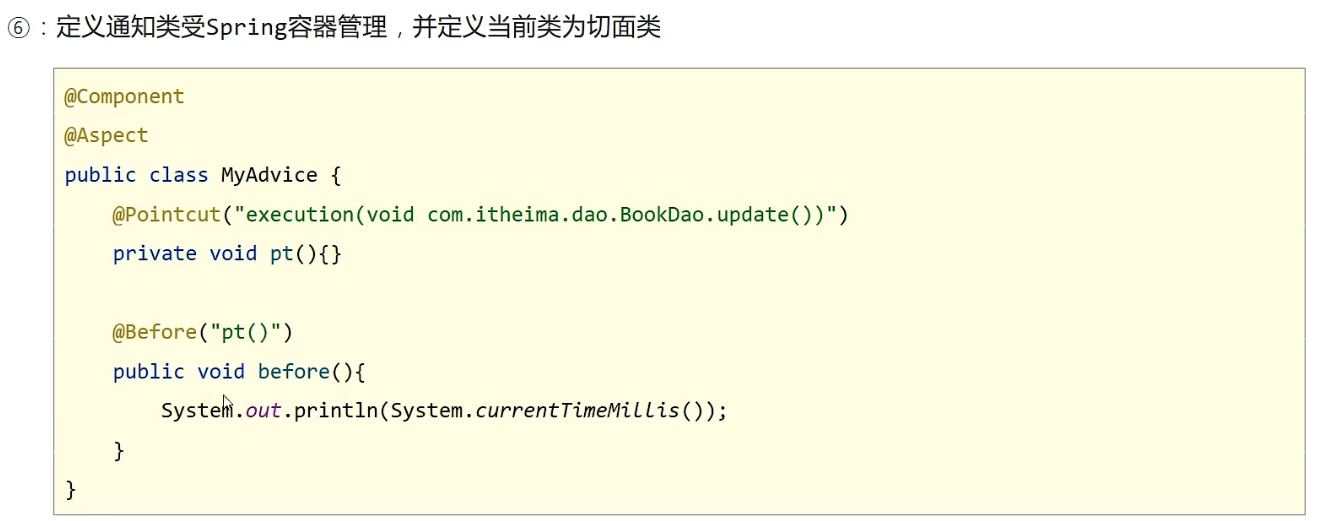 ⑥：定义通知类受Spring容器管理，并定义当前类为切面类
@Component
@Aspect
public class MyAdvice {
@Pointcut("execution(void com.itheima.dao.BookDao.update())")
private void pt(){}
@Before("pt()")
public void before(){
System.out.println(System.currentTimeMillis());
}
}